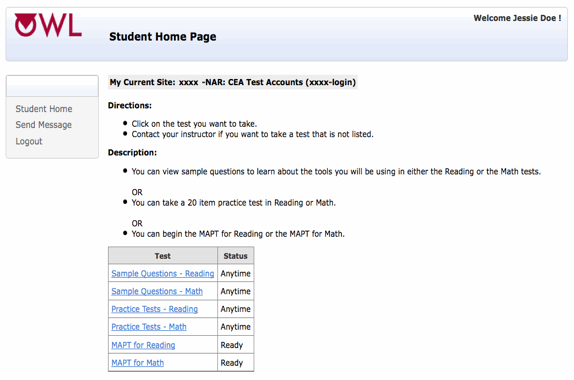 OWL
Welcome Jessie Doe !
Student Home Page
Student Home
Send Message
Logout
My Current Site: xxxx -NAR: CEA Test Accounts (xxxx-login)
Directions:
• Click on the test you want to take.
• Contact your instructor if you want to take a test that is not listed.
Description:
• You can view sample questions to learn about the tools you will be using in either the Reading or the Math tests.
OR
• You can take a 20 item practice test in Reading or Math.
OR
• You can begin the MAPT for Reading or the MAPT for Math.
Test Status
Sample Questions - Reading Anytime
Sample Questions - Math Anytime
Practice Tests - Reading Anytime
Practice Tests - Math Anytime
MAPT for Reading Ready
MAPT for Math Ready